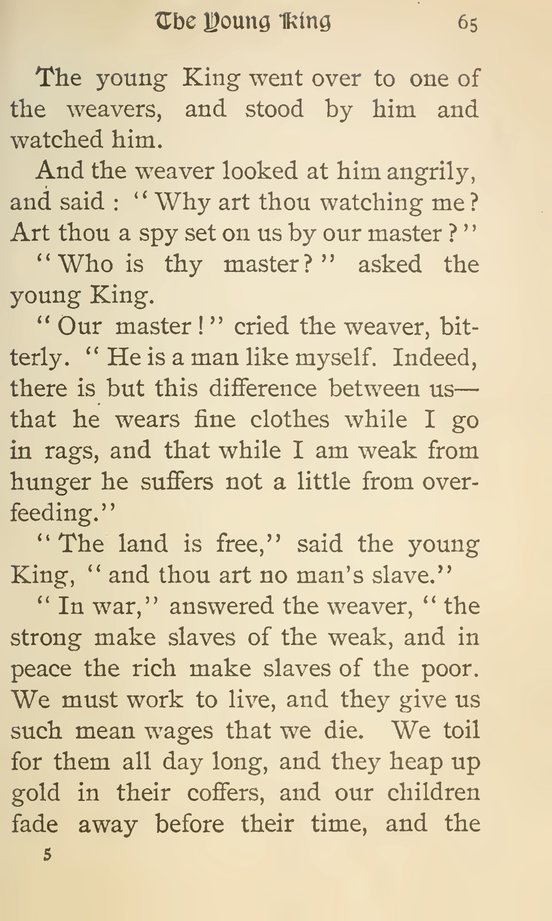 The Young King 65
The young King went over to one of
the weavers, and stood by him and
watched him.
And the weaver looked at him angrily,
and said : “ Why art thou watching me?
Art thou a spy set on us by our master ? ”
“ Who is thy master? ” asked the
young King.
“ Our master ! ” cried the weaver, bit-
terly. “ He is a man like myself. Indeed,
there is but this difference between us—
that he wears fine clothes while I go
in rags, and that while I am weak from
hunger he suffers not a little from over-
feeding.”
“ The land is free,” said the young
King, “ and thou art no man’s slave.”
“ In war,” answered the weaver, “ the
strong make slaves of the weak, and in
peace the rich make slaves of the poor.
We must work to live, and they give us
such mean wages that we die. We toil
for them all day long, and they heap up
gold in their coffers, and our children
fade away before their time, and the
5